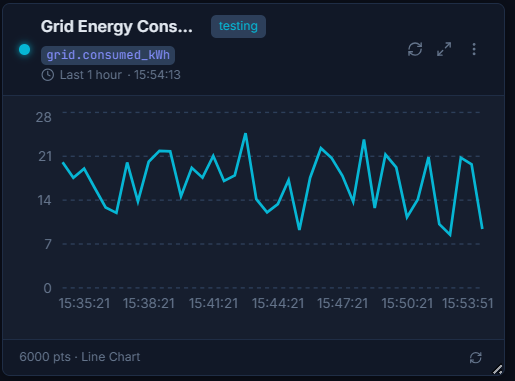 Grid Energy Cons...
testing
grid.consumed_kWh
Last 1 hour · 15:54:13
28
21
14
7
0
15:35:21 15:38:21 15:41:21 15:44:21 15:47:21 15:50:21 15:53:51
6000 pts · Line Chart